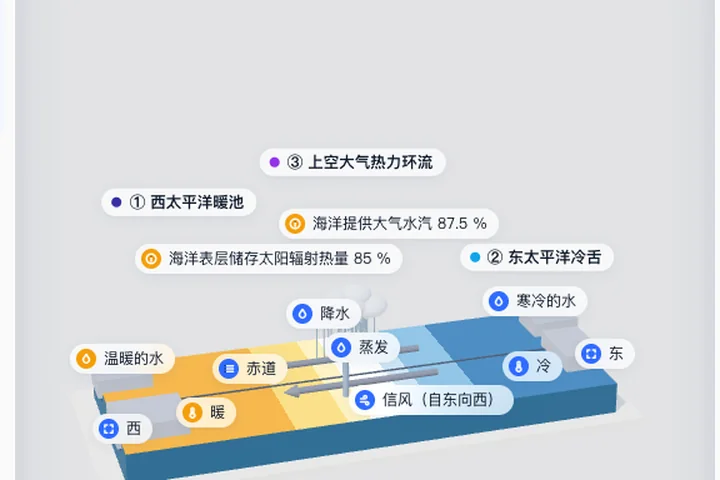 ③ 上空大气热力环流
① 西太平洋暖池
海洋提供大气水汽 87.5 %
海洋表层储存太阳辐射热量 85 %
② 东太平洋冷舌
寒冷的水
降水
蒸发
温暖的水
赤道
冷
东
信风（自东向西）
暖
西